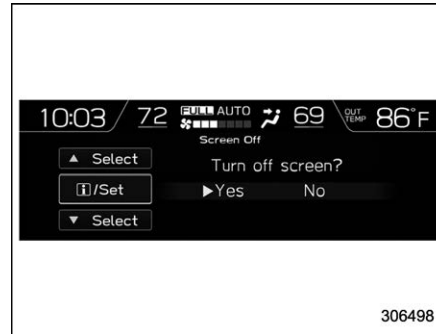 10:03 72 FULL AUTO 69 OUT TEMP 86°F
Screen Off
▲ Select
Turn off screen?
i/Set
▶Yes No
▼ Select
306498